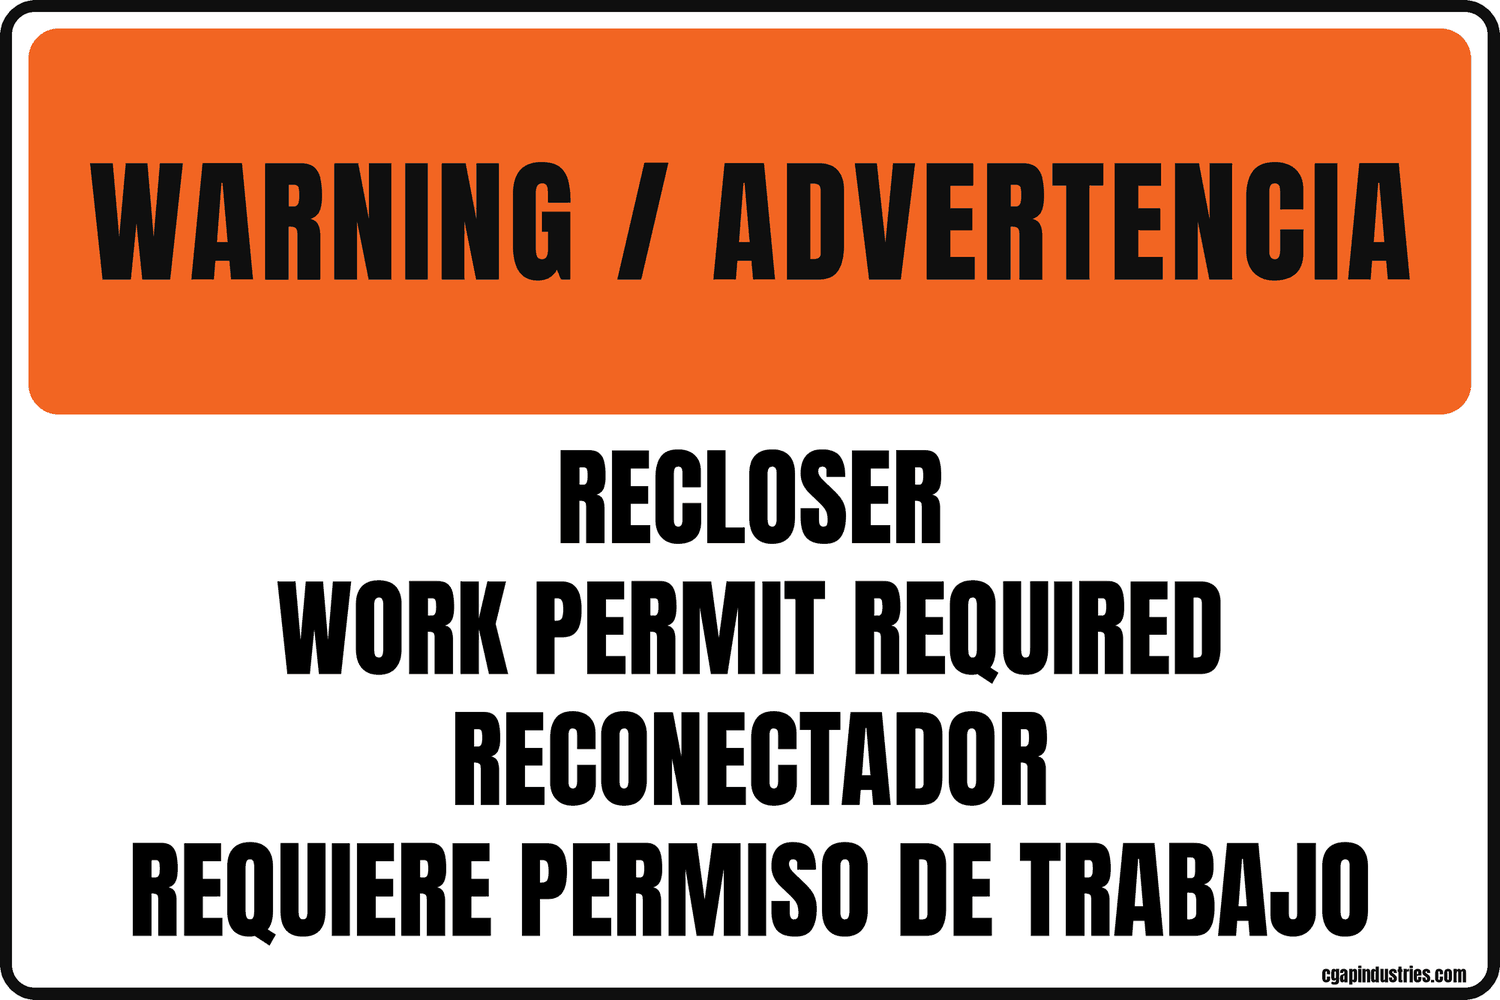 WARNING / ADVERTENCIA
RECLOSER
WORK PERMIT REQUIRED
RECONECTADOR
REQUIERE PERMISO DE TRABAJO
cgapindustries.com